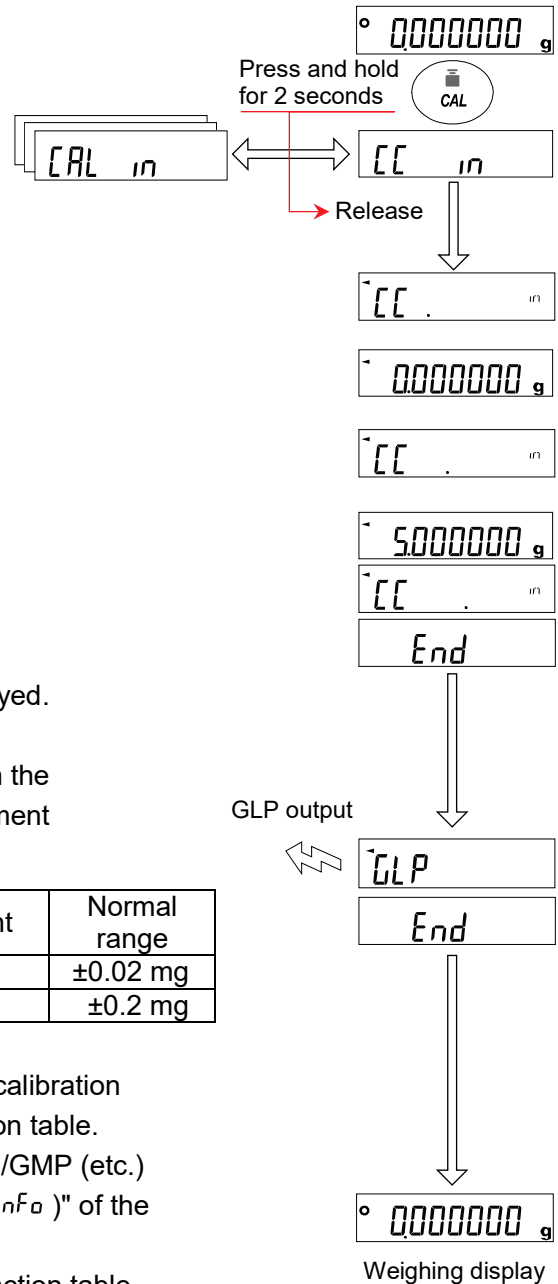 0.000000 g
Press and hold
for 2 seconds
CAL
CAL in
CC in
Release
CC . in
0.000000 g
CC . in
5.000000 g
CC . in
End
yed.
the
nent
GLP output
GLP
End
nt Normal
range
±0.02 mg
±0.2 mg
calibration
on table.
/GMP (etc.)
nFo )" of the
0.000000 g
Weighing display
ction table